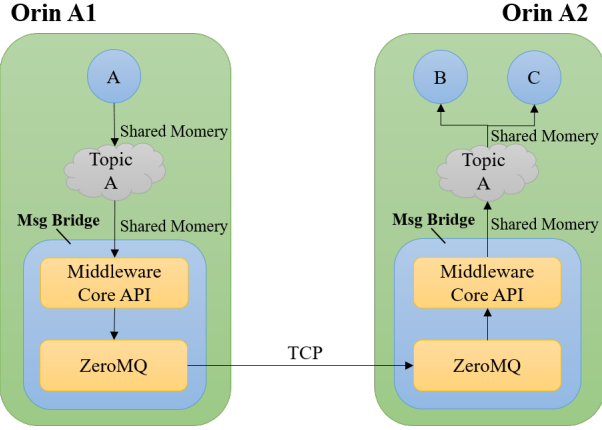 Orin A1
A
Shared Momery
Topic
A
Msg Bridge
Shared Momery
Middleware
Core API
ZeroMQ
TCP
Orin A2
B
C
Shared Momery
Topic
A
Msg Bridge
Shared Momery
Middleware
Core API
ZeroMQ